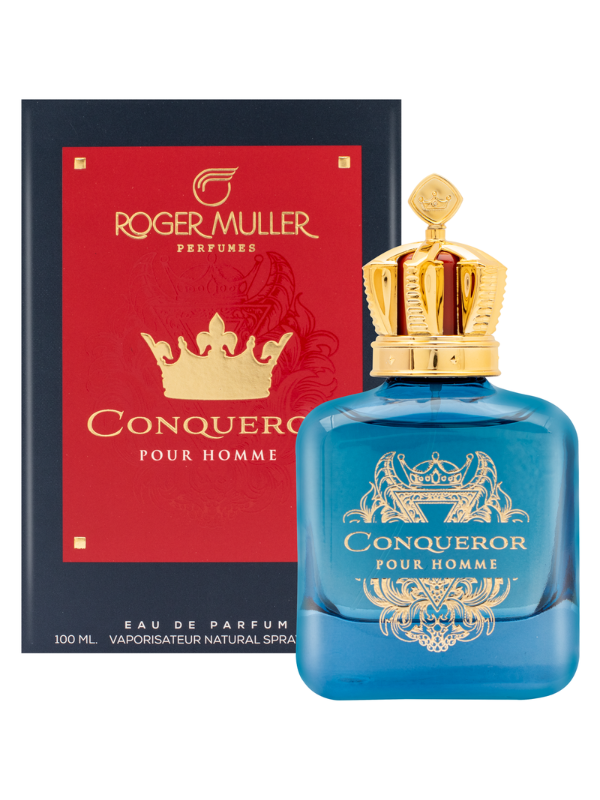 ROGER MULLER
PERFUMES
CONQUEROR
POUR HOMME
EAU DE PARFUM
100 ML. VAPORISATEUR NATURAL SPRAY
CONQUEROR
POUR HOMME